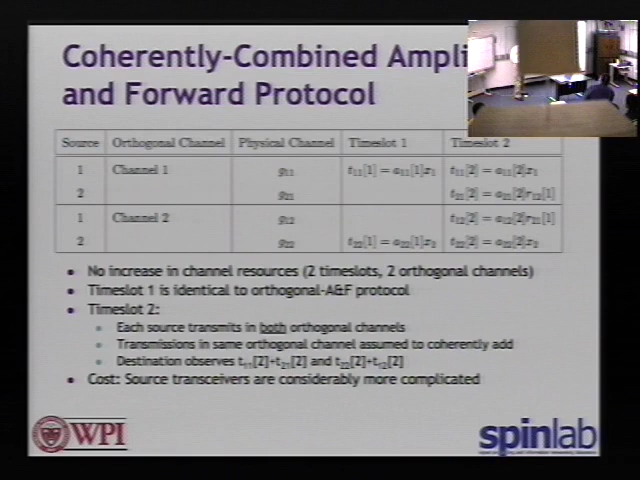 Coherently-Combined Ampli
and Forward Protocol
Source Orthogonal Channel Physical Channel Timeslot 1 Timeslot 2
1 Channel 1 g11 t11[1] = a11[1]x1 t11[2] = a11[2]x1
2 g21 t21[2] = a21[2]r12[1]
1 Channel 2 g12 t12[2] = a12[2]r21[1]
2 g22 t22[1] = a22[1]x2 t22[2] = a22[2]x2
• No increase in channel resources (2 timeslots, 2 orthogonal channels)
• Timeslot 1 is identical to orthogonal-A&F protocol
• Timeslot 2:
• Each source transmits in both orthogonal channels
• Transmissions in same orthogonal channel assumed to coherently add
• Destination observes t11[2]+t21[2] and t22[2]+t12[2]
• Cost: Source transceivers are considerably more complicated
WPI
spinlab